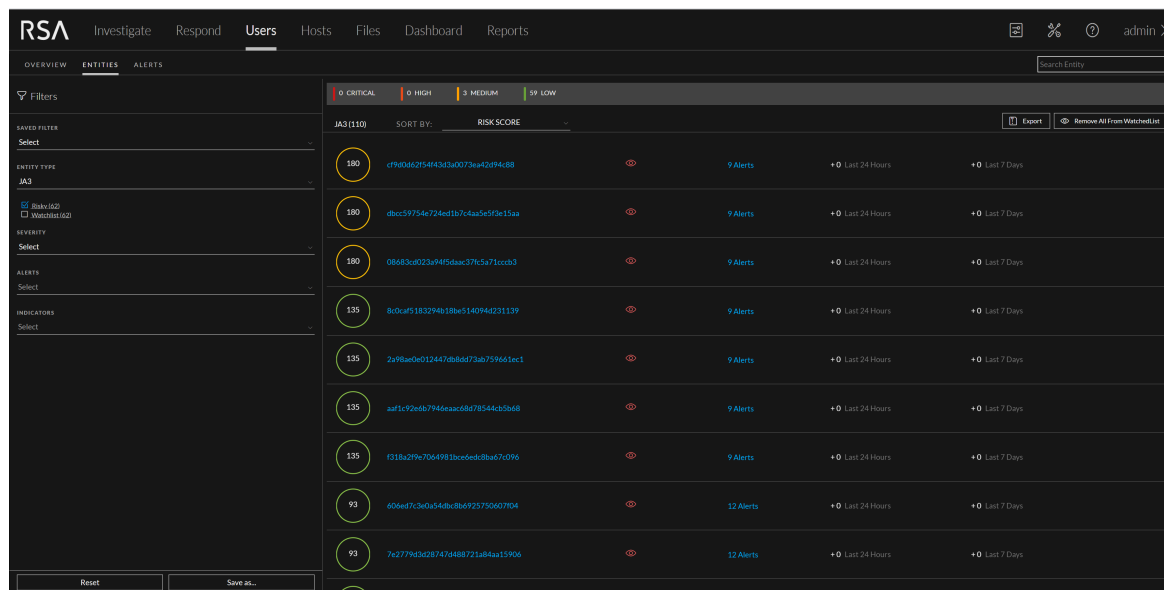 RSA Investigate Respond Users Hosts Files Dashboard Reports admin
OVERVIEW ENTITIES ALERTS Search Entity
Filters
0 CRITICAL 0 HIGH 3 MEDIUM 59 LOW
JA3 (110) SORT BY: RISK SCORE Export Remove All From WatchedList
SAVED FILTER
Select
ENTITY TYPE
JA3
Risky (62)
Watchlist (62)
SEVERITY
Select
ALERTS
Select
INDICATORS
Select
Reset Save as...
180 cf9d0d62f54f43d3a0073ea42d94c88 9 Alerts +0 Last 24 Hours +0 Last 7 Days
180 dbcc59754e724ed1b7c4aa5e5f3e15aa 9 Alerts +0 Last 24 Hours +0 Last 7 Days
180 08683cd023a94f5daac37fc5a71cccb3 9 Alerts +0 Last 24 Hours +0 Last 7 Days
135 8c0caf5183294b18be514094d231139 9 Alerts +0 Last 24 Hours +0 Last 7 Days
135 2a98ae0e012447db8dd73ab759661ec1 9 Alerts +0 Last 24 Hours +0 Last 7 Days
135 aaf1c92e6b7946eaac68d78544cb5b68 9 Alerts +0 Last 24 Hours +0 Last 7 Days
135 f318a2f9e7064981bce6edc8ba67c096 9 Alerts +0 Last 24 Hours +0 Last 7 Days
93 606ed7c3e0a54dbc8b6925750607f04 12 Alerts +0 Last 24 Hours +0 Last 7 Days
93 7e2779d3d28747d488721a84aa15906 12 Alerts +0 Last 24 Hours +0 Last 7 Days